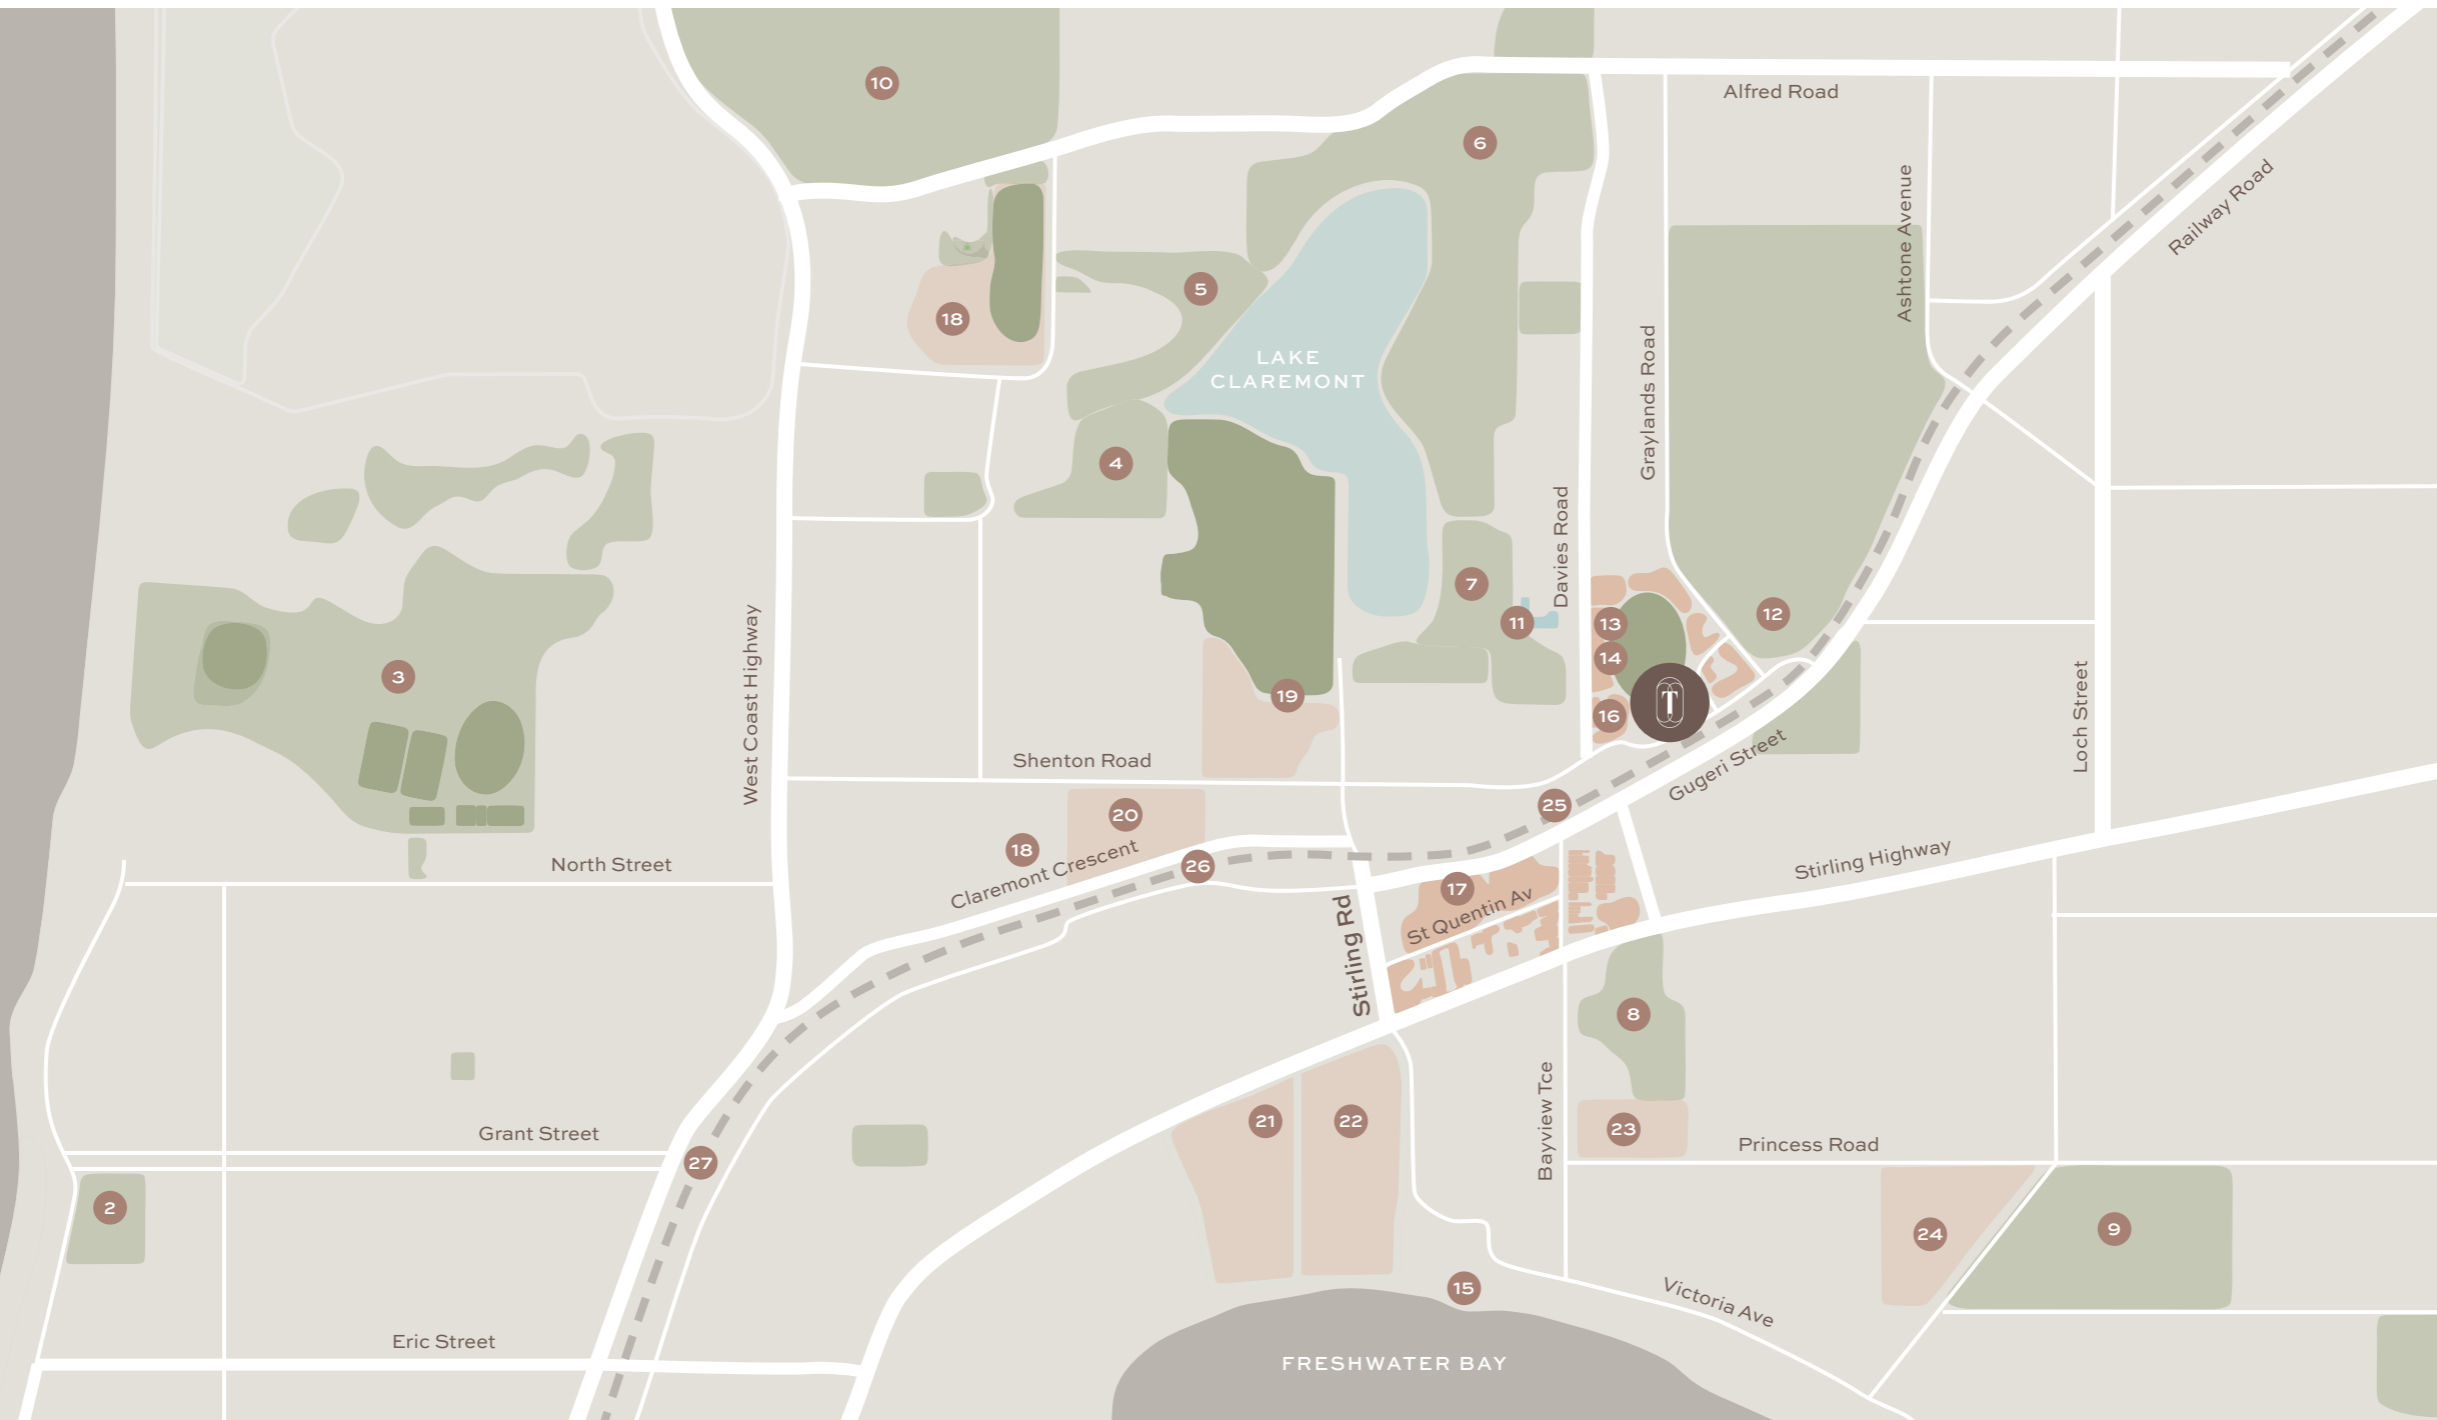 10
Alfred Road
6
Ashtone Avenue
Railway Road
5
18
LAKE
CLAREMONT
Graylands Road
4
Davies Road
7
11
13
12
14
3
West Coast Highway
19
T
16
Loch Street
Shenton Road
Gugeri Street
25
20
18
Claremont Crescent
26
North Street
17
St Quentin Av
Stirling Rd
Stirling Highway
8
21
22
Bayview Tce
23
Grant Street
Princess Road
27
2
24
9
15
Victoria Ave
Eric Street
FRESHWATER BAY